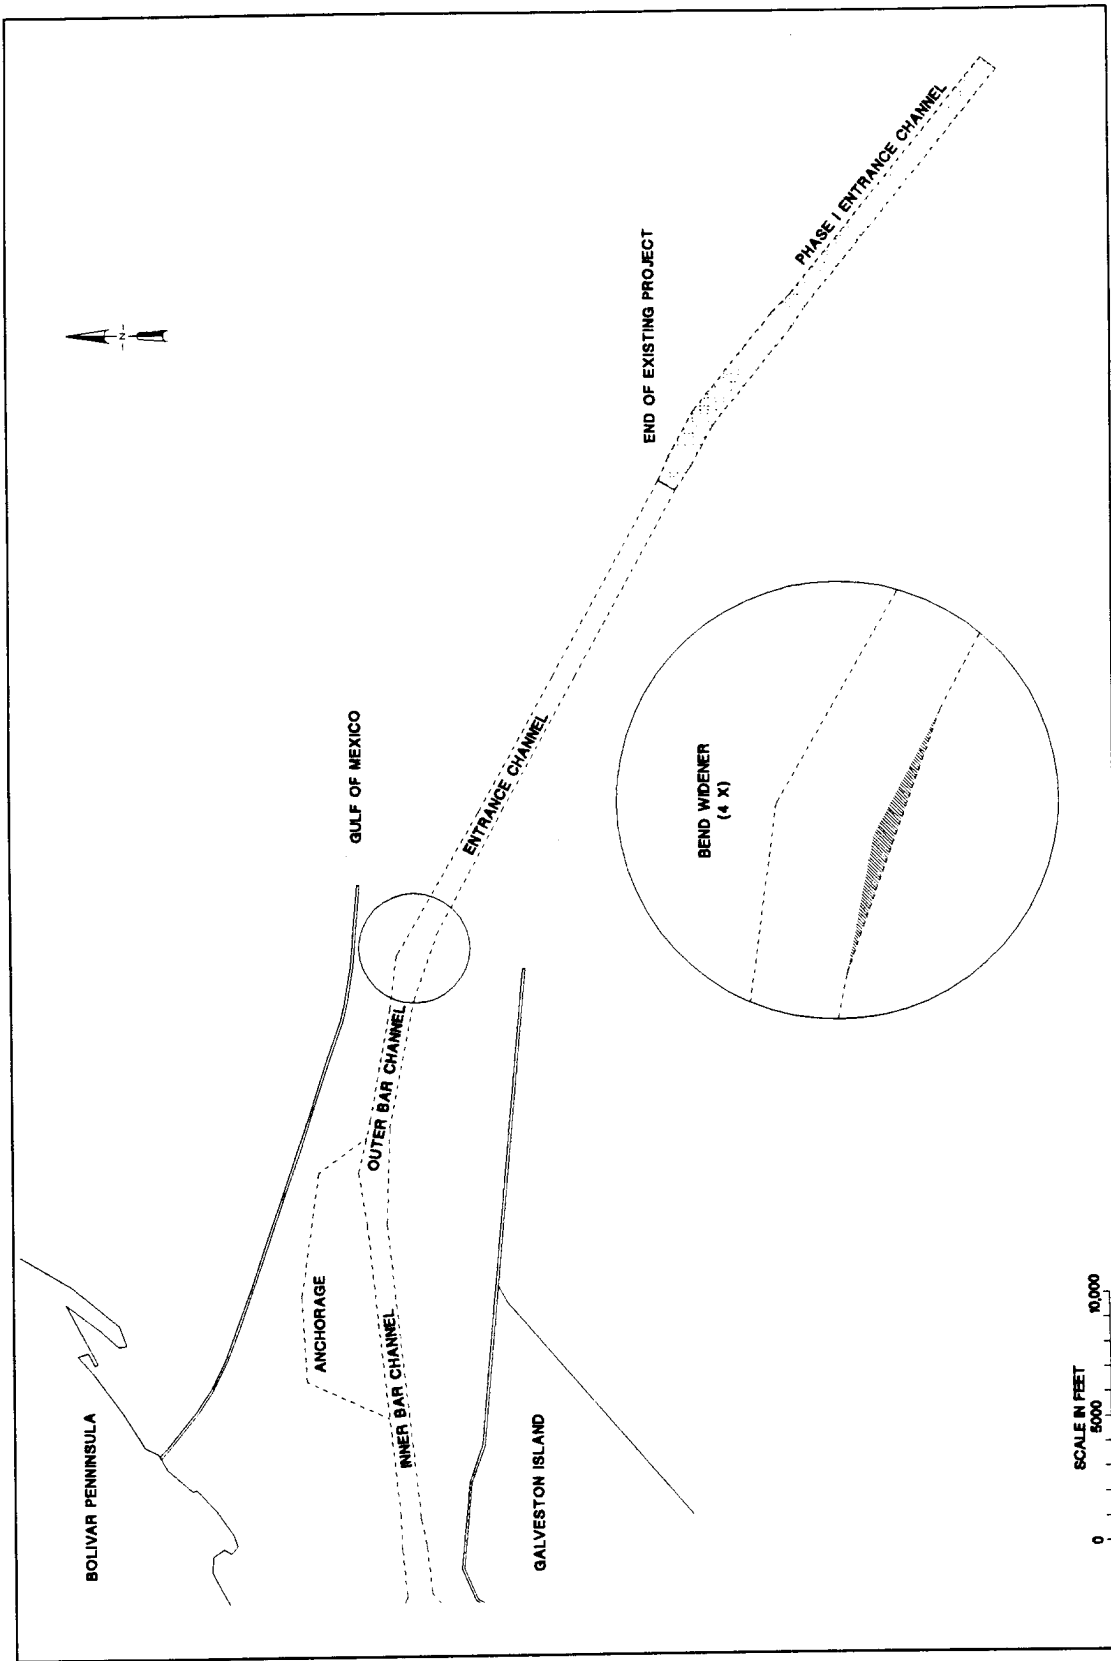 BOLIVAR PENNINSULA
GULF OF MEXICO
N
END OF EXISTING PROJECT
PHASE I ENTRANCE CHANNEL
ANCHORAGE
OUTER BAR CHANNEL
INNER BAR CHANNEL
ENTRANCE CHANNEL
GALVESTON ISLAND
BEND WIDENER
(4 X)
SCALE IN FEET
0 5000 10,000